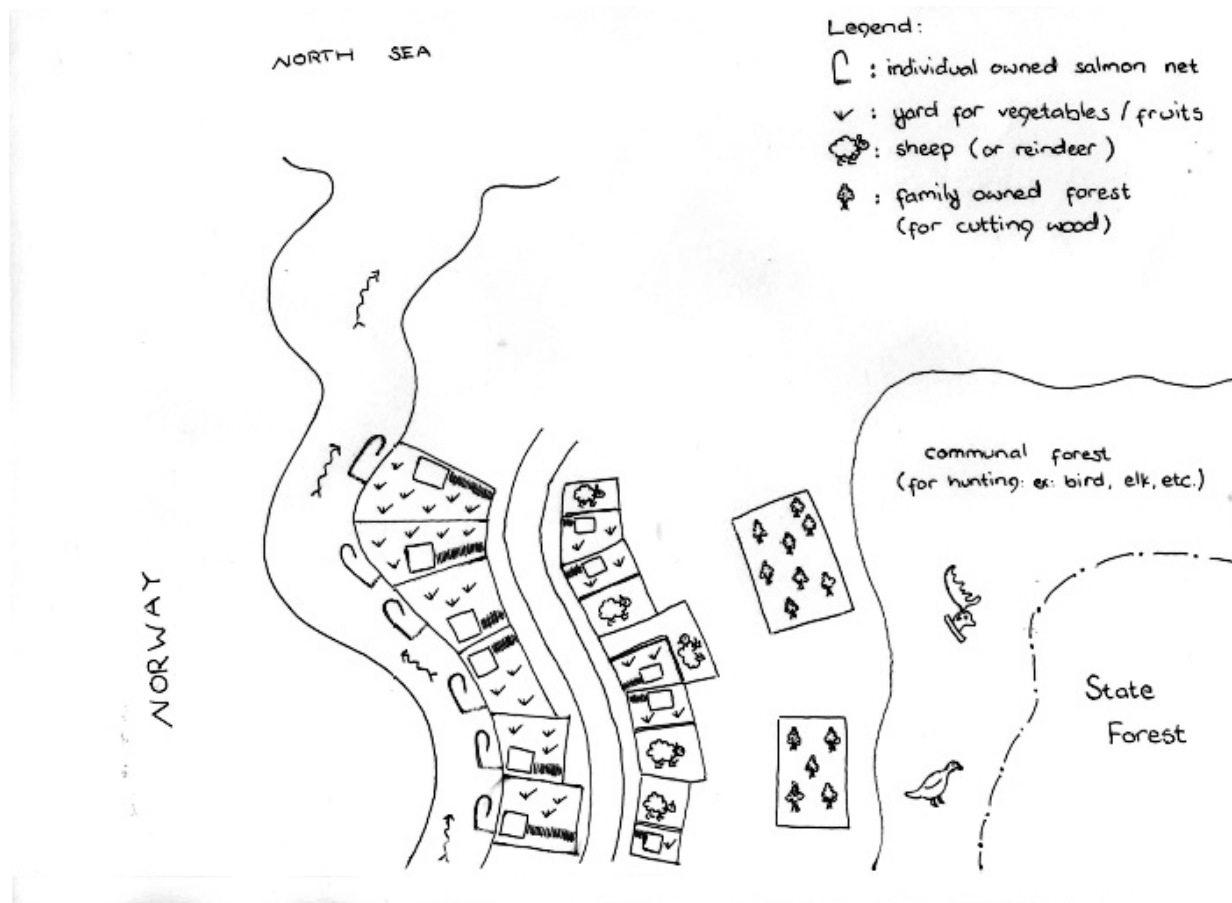 NORTH SEA
Legend:
: individual owned salmon net
: yard for vegetables / fruits
: sheep (or reindeer)
: family owned forest
(for cutting wood)
communal forest
(for hunting: ex: bird, elk, etc.)
NORWAY
State
Forest